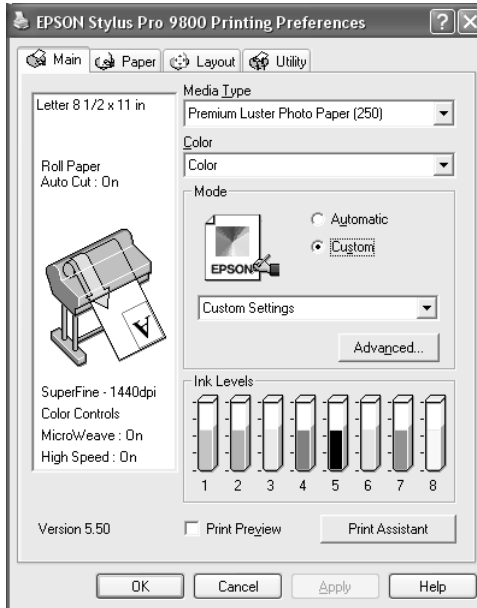 EPSON Stylus Pro 9800 Printing Preferences
Main Paper Layout Utility
Letter 8 1/2 x 11 in
Roll Paper
Auto Cut : On
A
SuperFine - 1440dpi
Color Controls
MicroWeave : On
High Speed : On
Version 5.50
Media Type
Premium Luster Photo Paper (250)
Color
Color
Mode
EPSON
Automatic
Custom
Custom Settings
Advanced...
Ink Levels
1 2 3 4 5 6 7 8
Print Preview
Print Assistant
OK Cancel Apply Help